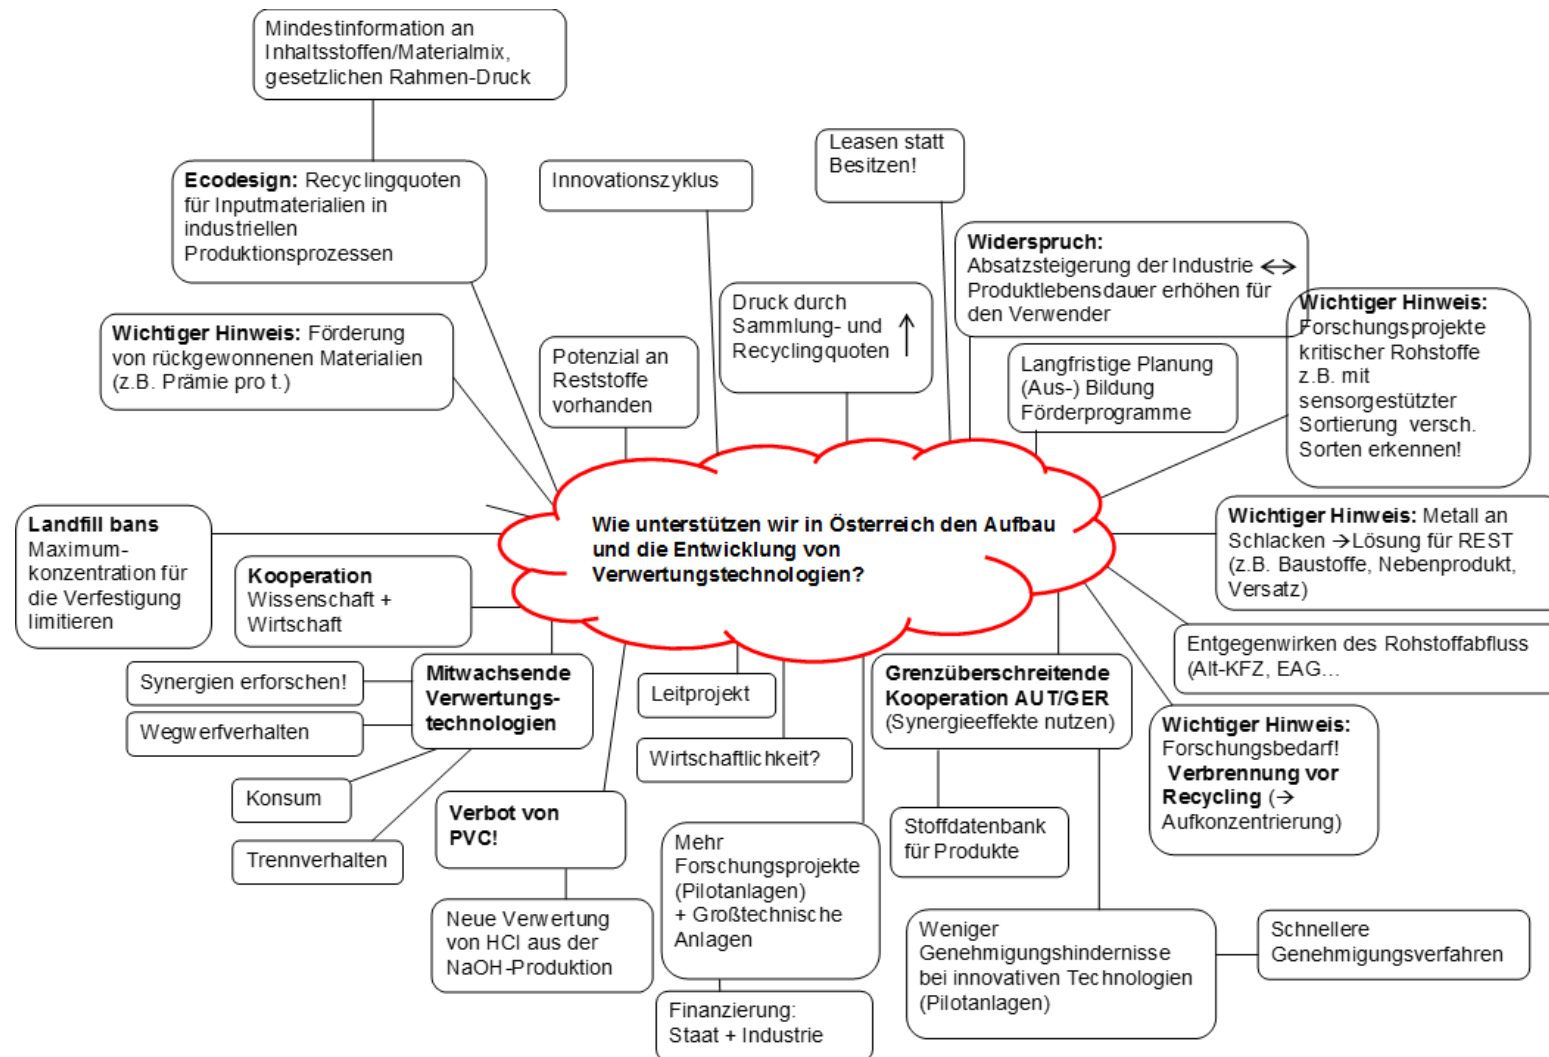 Mindestinformation an
Inhaltsstoffen/Materialmix,
gesetzlichen Rahmen-Druck
Ecodesign: Recyclingquoten
für Inputmaterialien in
industriellen
Produktionsprozessen
Wichtiger Hinweis: Förderung
von rückgewonnenen Materialien
(z.B. Prämie pro t.)
Innovationszyklus
Potenzial an
Reststoffe
vorhanden
Druck durch
Sammlung- und
Recyclingquoten ↑
Leasen statt
Besitzen!
Widerspruch:
Absatzsteigerung der Industrie ↔
Produktlebensdauer erhöhen für
den Verwender
Langfristige Planung
(Aus-) Bildung
Förderprogramme
Wichtiger Hinweis:
Forschungsprojekte
kritischer Rohstoffe
z.B. mit
sensorgestützter
Sortierung versch.
Sorten erkennen!
Wie unterstützen wir in Österreich den Aufbau
und die Entwicklung von
Verwertungstechnologien?
Landfill bans
Maximum-
konzentration für
die Verfestigung
limitieren
Kooperation
Wissenschaft +
Wirtschaft
Wichtiger Hinweis: Metall an
Schlacken →Lösung für REST
(z.B. Baustoffe, Nebenprodukt,
Versatz)
Entgegenwirken des Rohstoffabfluss
(Alt-KFZ, EAG...
Wichtiger Hinweis:
Forschungsbedarf!
Verbrennung vor
Recycling (→
Aufkonzentrierung)
Mitwachsende
Verwertungs-
technologien
Synergien erforschen!
Wegwerfverhalten
Konsum
Trennverhalten
Verbot von
PVC!
Neue Verwertung
von HCl aus der
NaOH-Produktion
Leitprojekt
Wirtschaftlichkeit?
Mehr
Forschungsprojekte
(Pilotanlagen)
+ Großtechnische
Anlagen
Finanzierung:
Staat + Industrie
Grenzüberschreitende
Kooperation AUT/GER
(Synergieeffekte nutzen)
Stoffdatenbank
für Produkte
Weniger
Genehmigungshindernisse
bei innovativen Technologien
(Pilotanlagen)
Schnellere
Genehmigungsverfahren